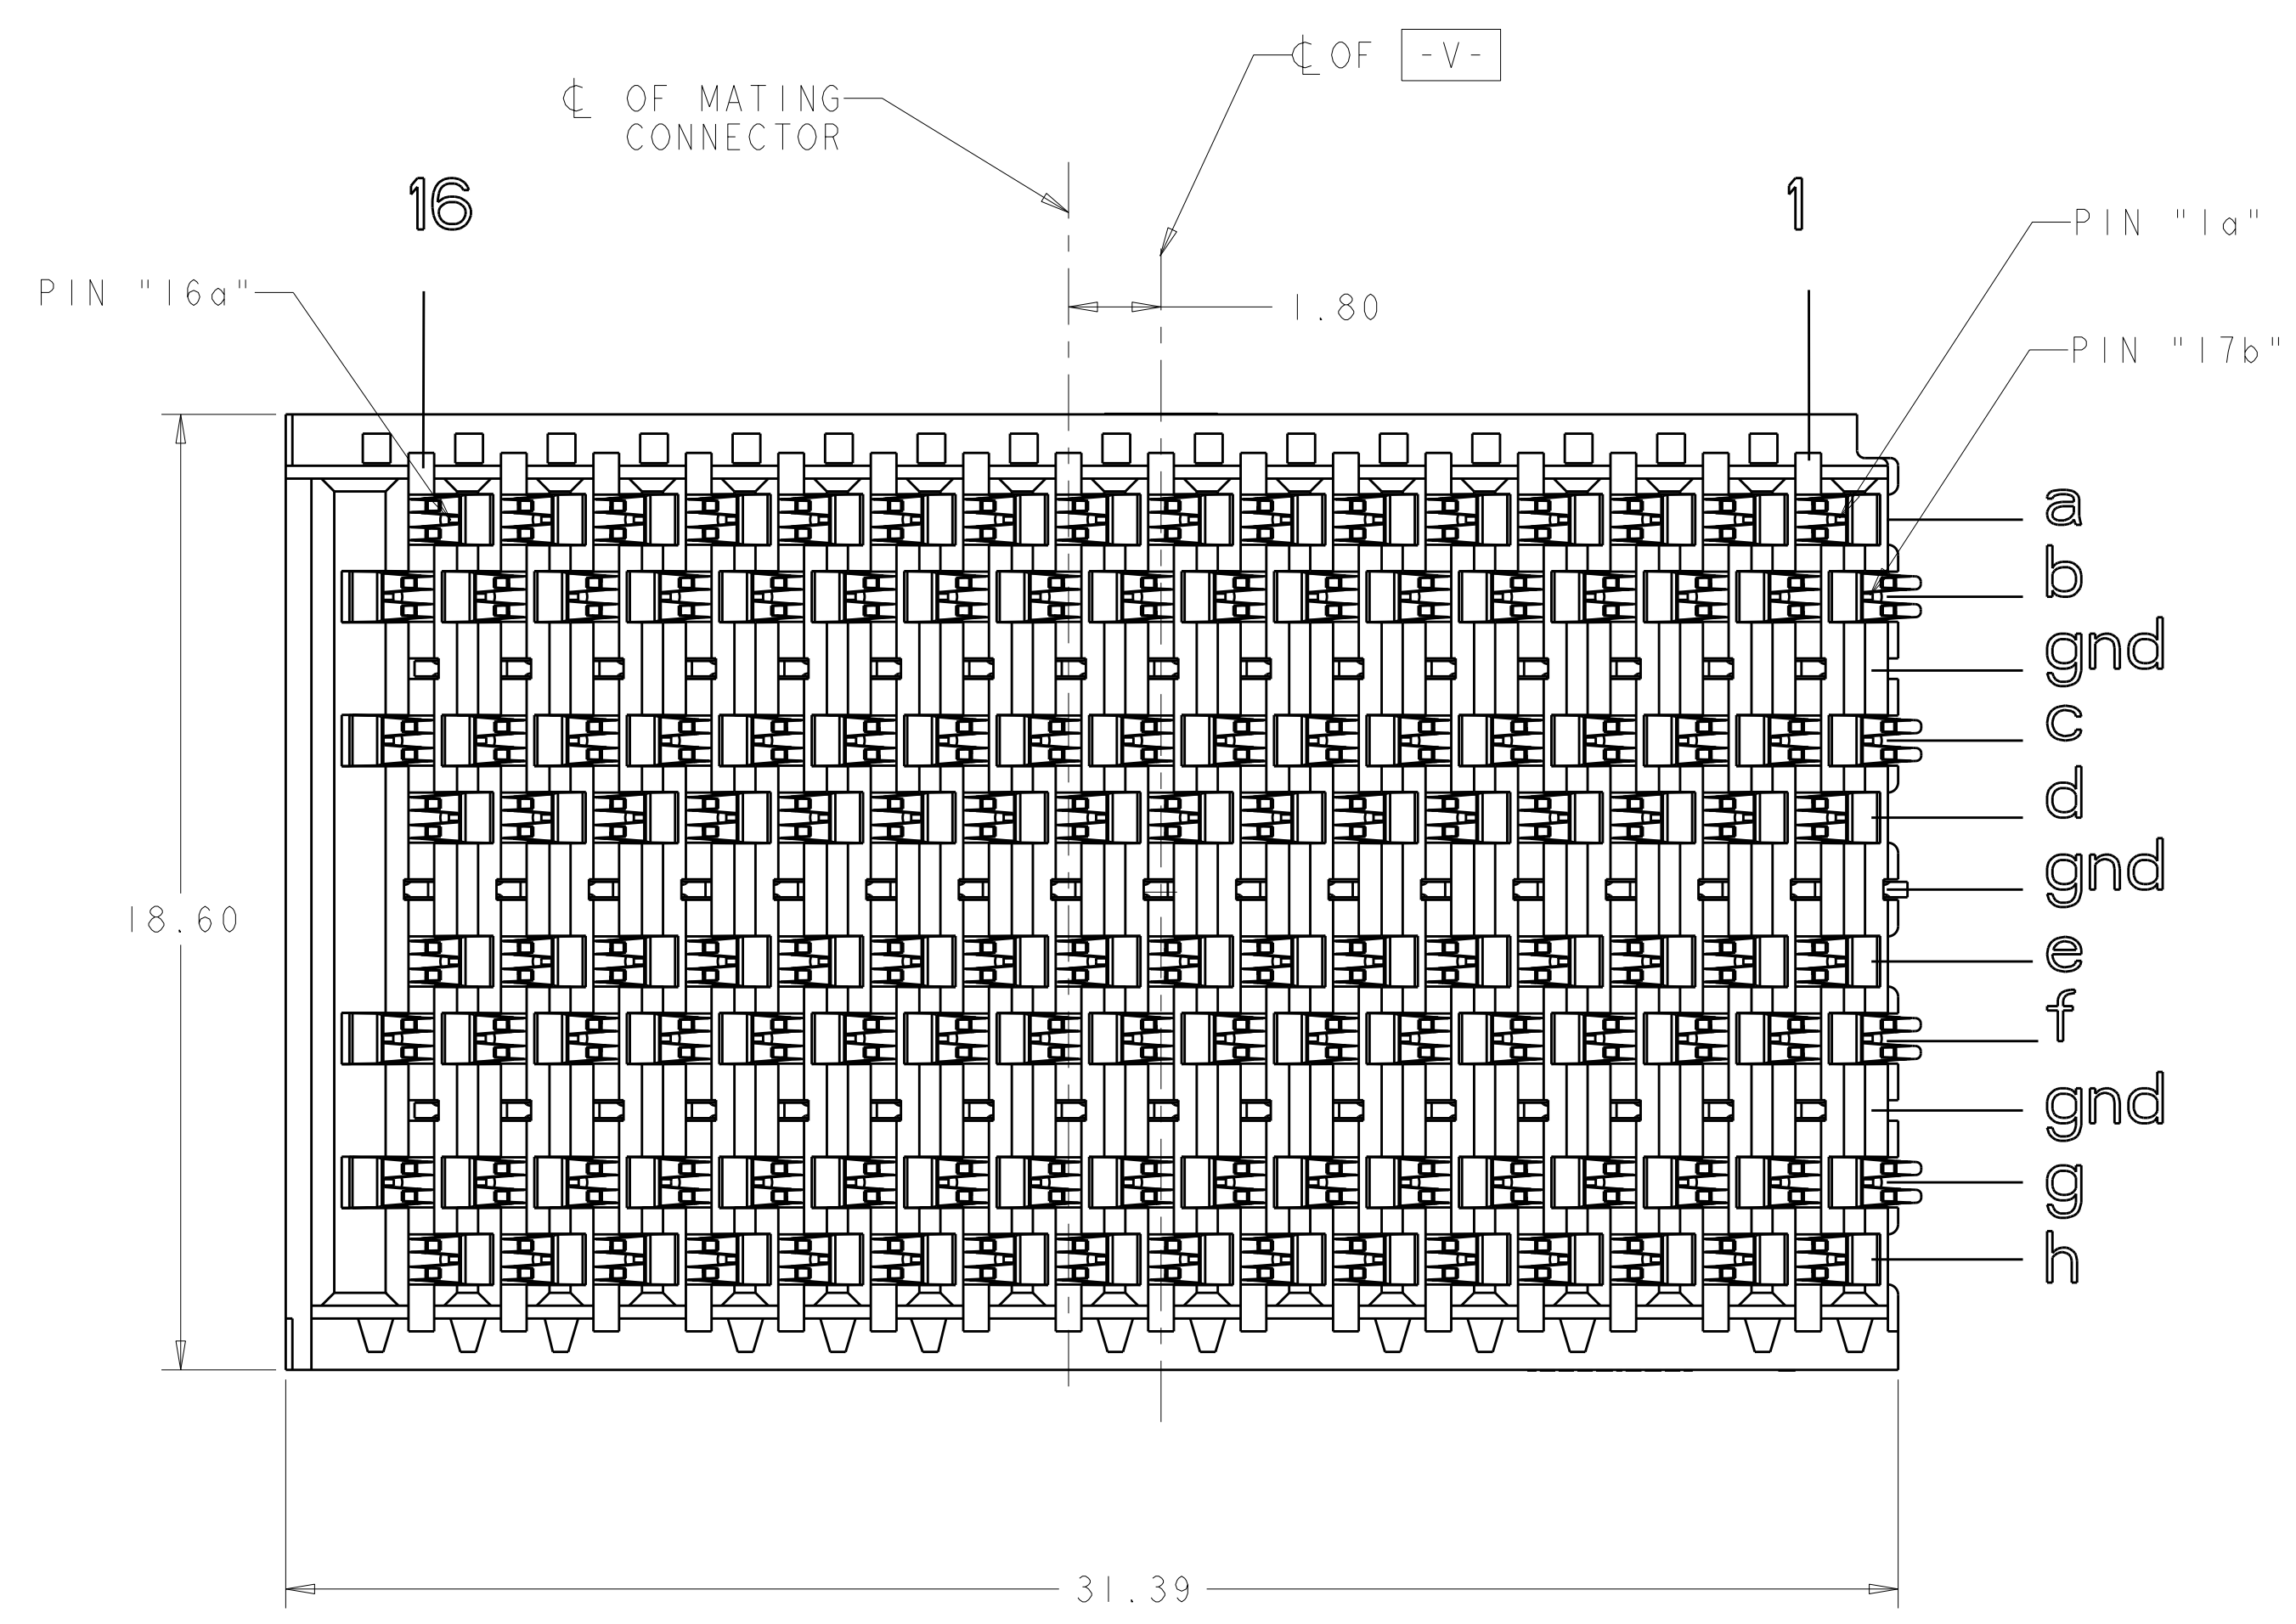 ℄ OF -V-
℄ OF MATING
CONNECTOR
16
1
PIN "1a"
PIN "16a"
1.80
PIN "17b"
a
b
gnd
c
d
gnd
18.60
e
f
gnd
g
h
31.39